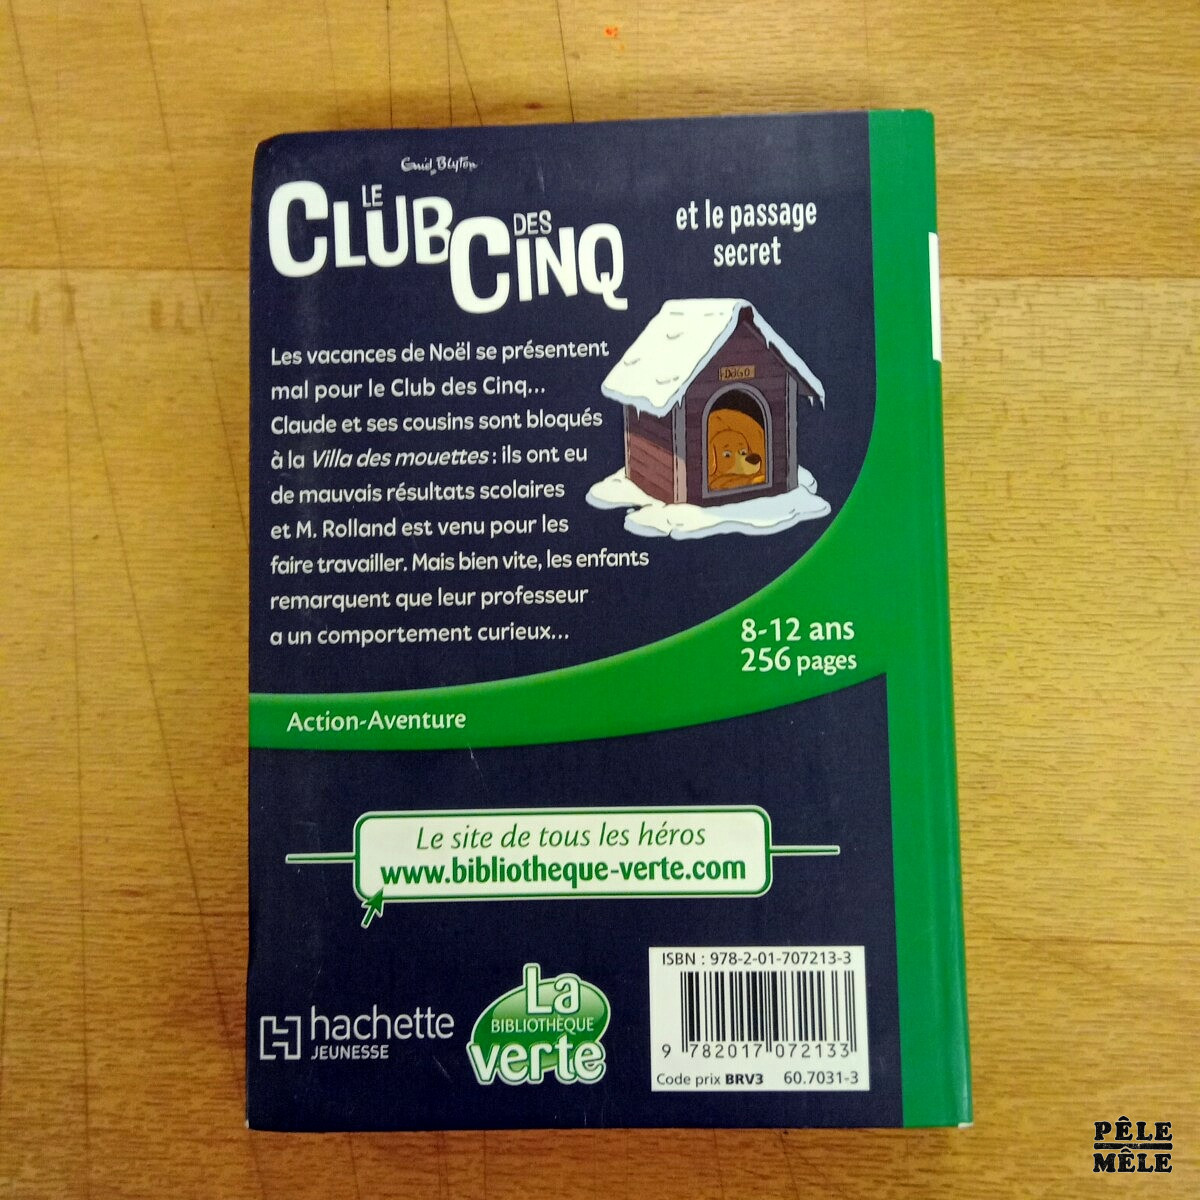 Enid Blyton
LE
CLUB
DES
CINQ
et le passage
secret
DAGO
Les vacances de Noël se présentent
mal pour le Club des Cinq...
Claude et ses cousins sont bloqués
à la Villa des mouettes : ils ont eu
de mauvais résultats scolaires
et M. Rolland est venu pour les
faire travailler. Mais bien vite, les enfants
remarquent que leur professeur
a un comportement curieux...
8-12 ans
256 pages
Action-Aventure
Le site de tous les héros
www.bibliotheque-verte.com
hachette
JEUNESSE
La
BIBLIOTHÈQUE
verte
ISBN : 978-2-01-707213-3
9 782017 072133
Code prix BRV3 60.7031-3
PÊLE
MÊLE